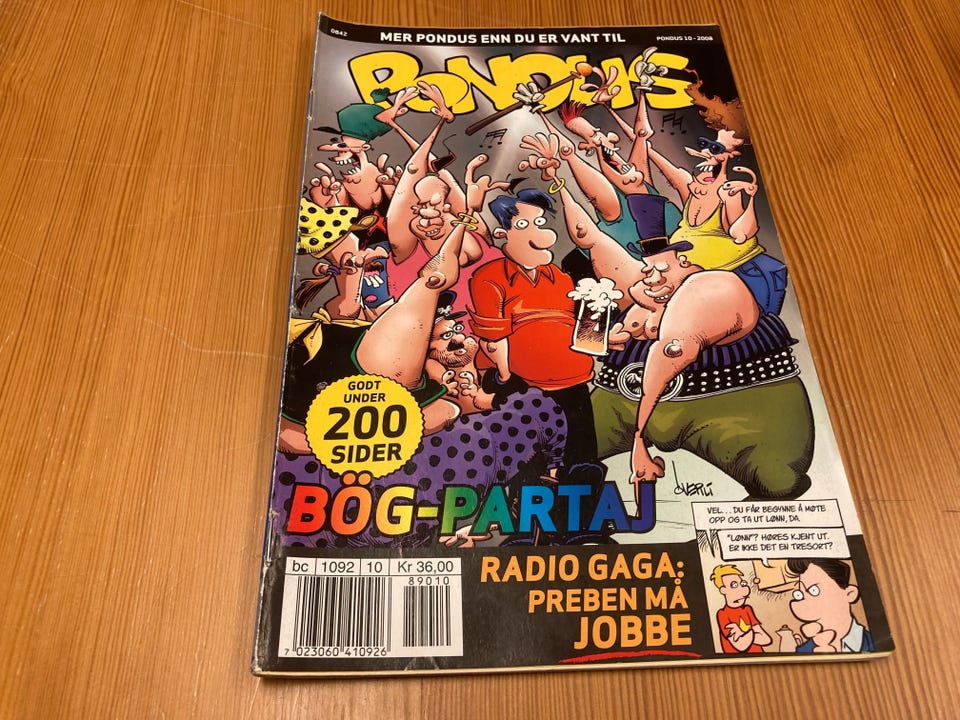 0842
MER PONDUS ENN DU ER VANT TIL
PONDUS 10 - 2008
PONDUS
GODT
UNDER
200
SIDER
BÖG-PARTAJ
Øverli
VEL...DU FÅR BEGYNNE Å MØTE
OPP OG TA UT LØNN, DA.
"LØNN"? HØRES KJENT UT.
ER IKKE DET EN TRESORT?
bc 1092 10 Kr 36,00
89010
7 023060 410926
RADIO GAGA:
PREBEN MÅ
JOBBE